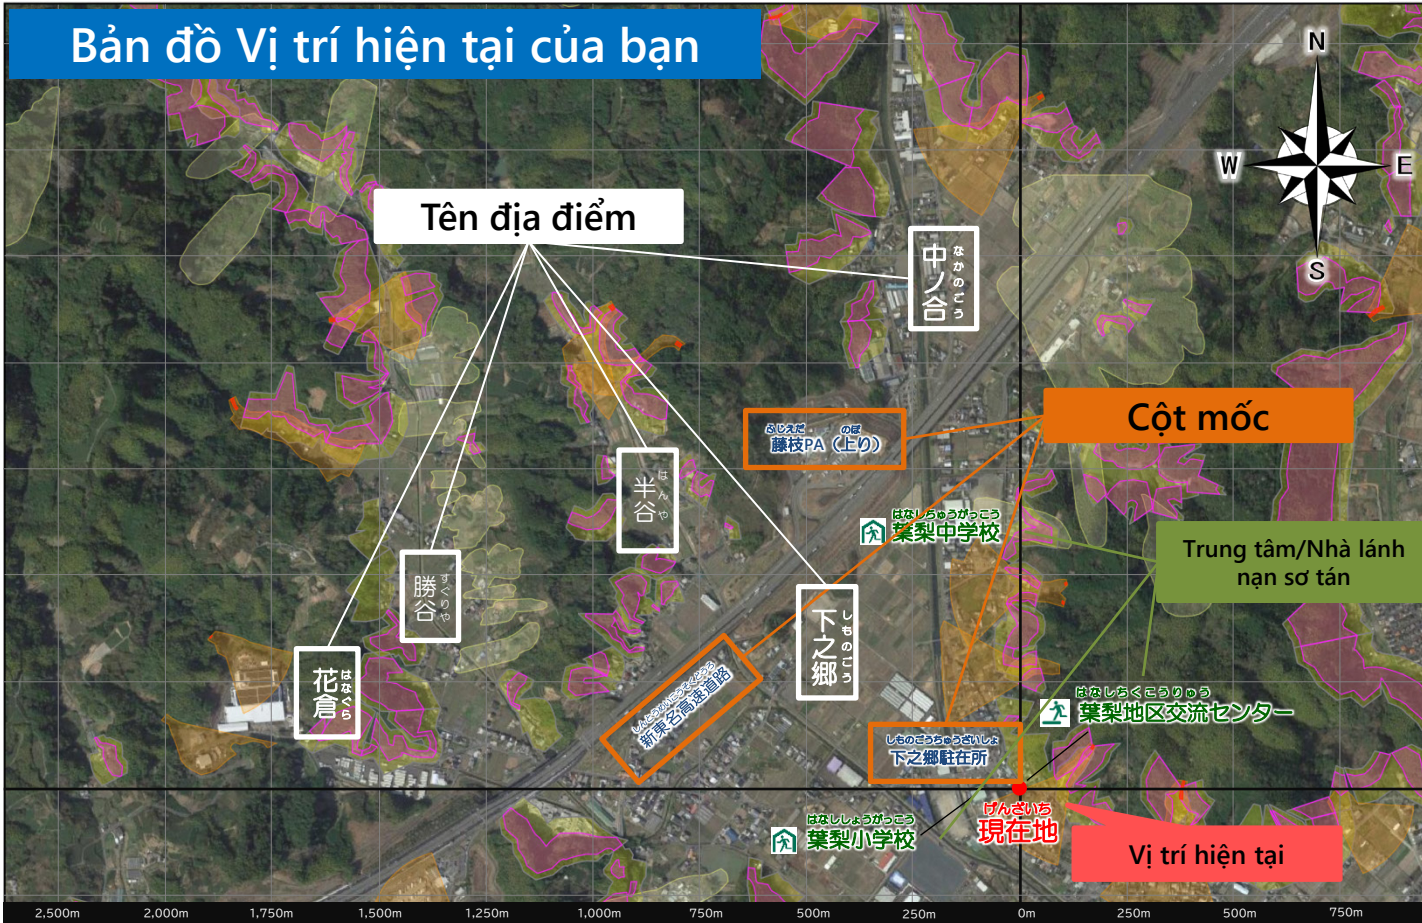 Bản đồ Vị trí hiện tại của bạn
N
W
E
S
Tên địa điểm
なかのごう
中ノ合
Cột mốc
ふじえだ のぼ
藤枝PA（上り）
はんや
半谷
はなしちゅうがっこう
葉梨中学校
Trung tâm/Nhà lánh
nạn sơ tán
すぐりや
勝谷
しものごう
下之郷
はなぐら
花倉
しんとうめいこうそくどうろ
新東名高速道路
はなしちくこうりゅう
葉梨地区交流センター
しものごうちゅうざいしょ
下之郷駐在所
はなししょうがっこう
葉梨小学校
げんざいち
現在地
Vị trí hiện tại
2,500m 2,000m 1,750m 1,500m 1,250m 1,000m 750m 500m 250m 0m 250m 500m 750m